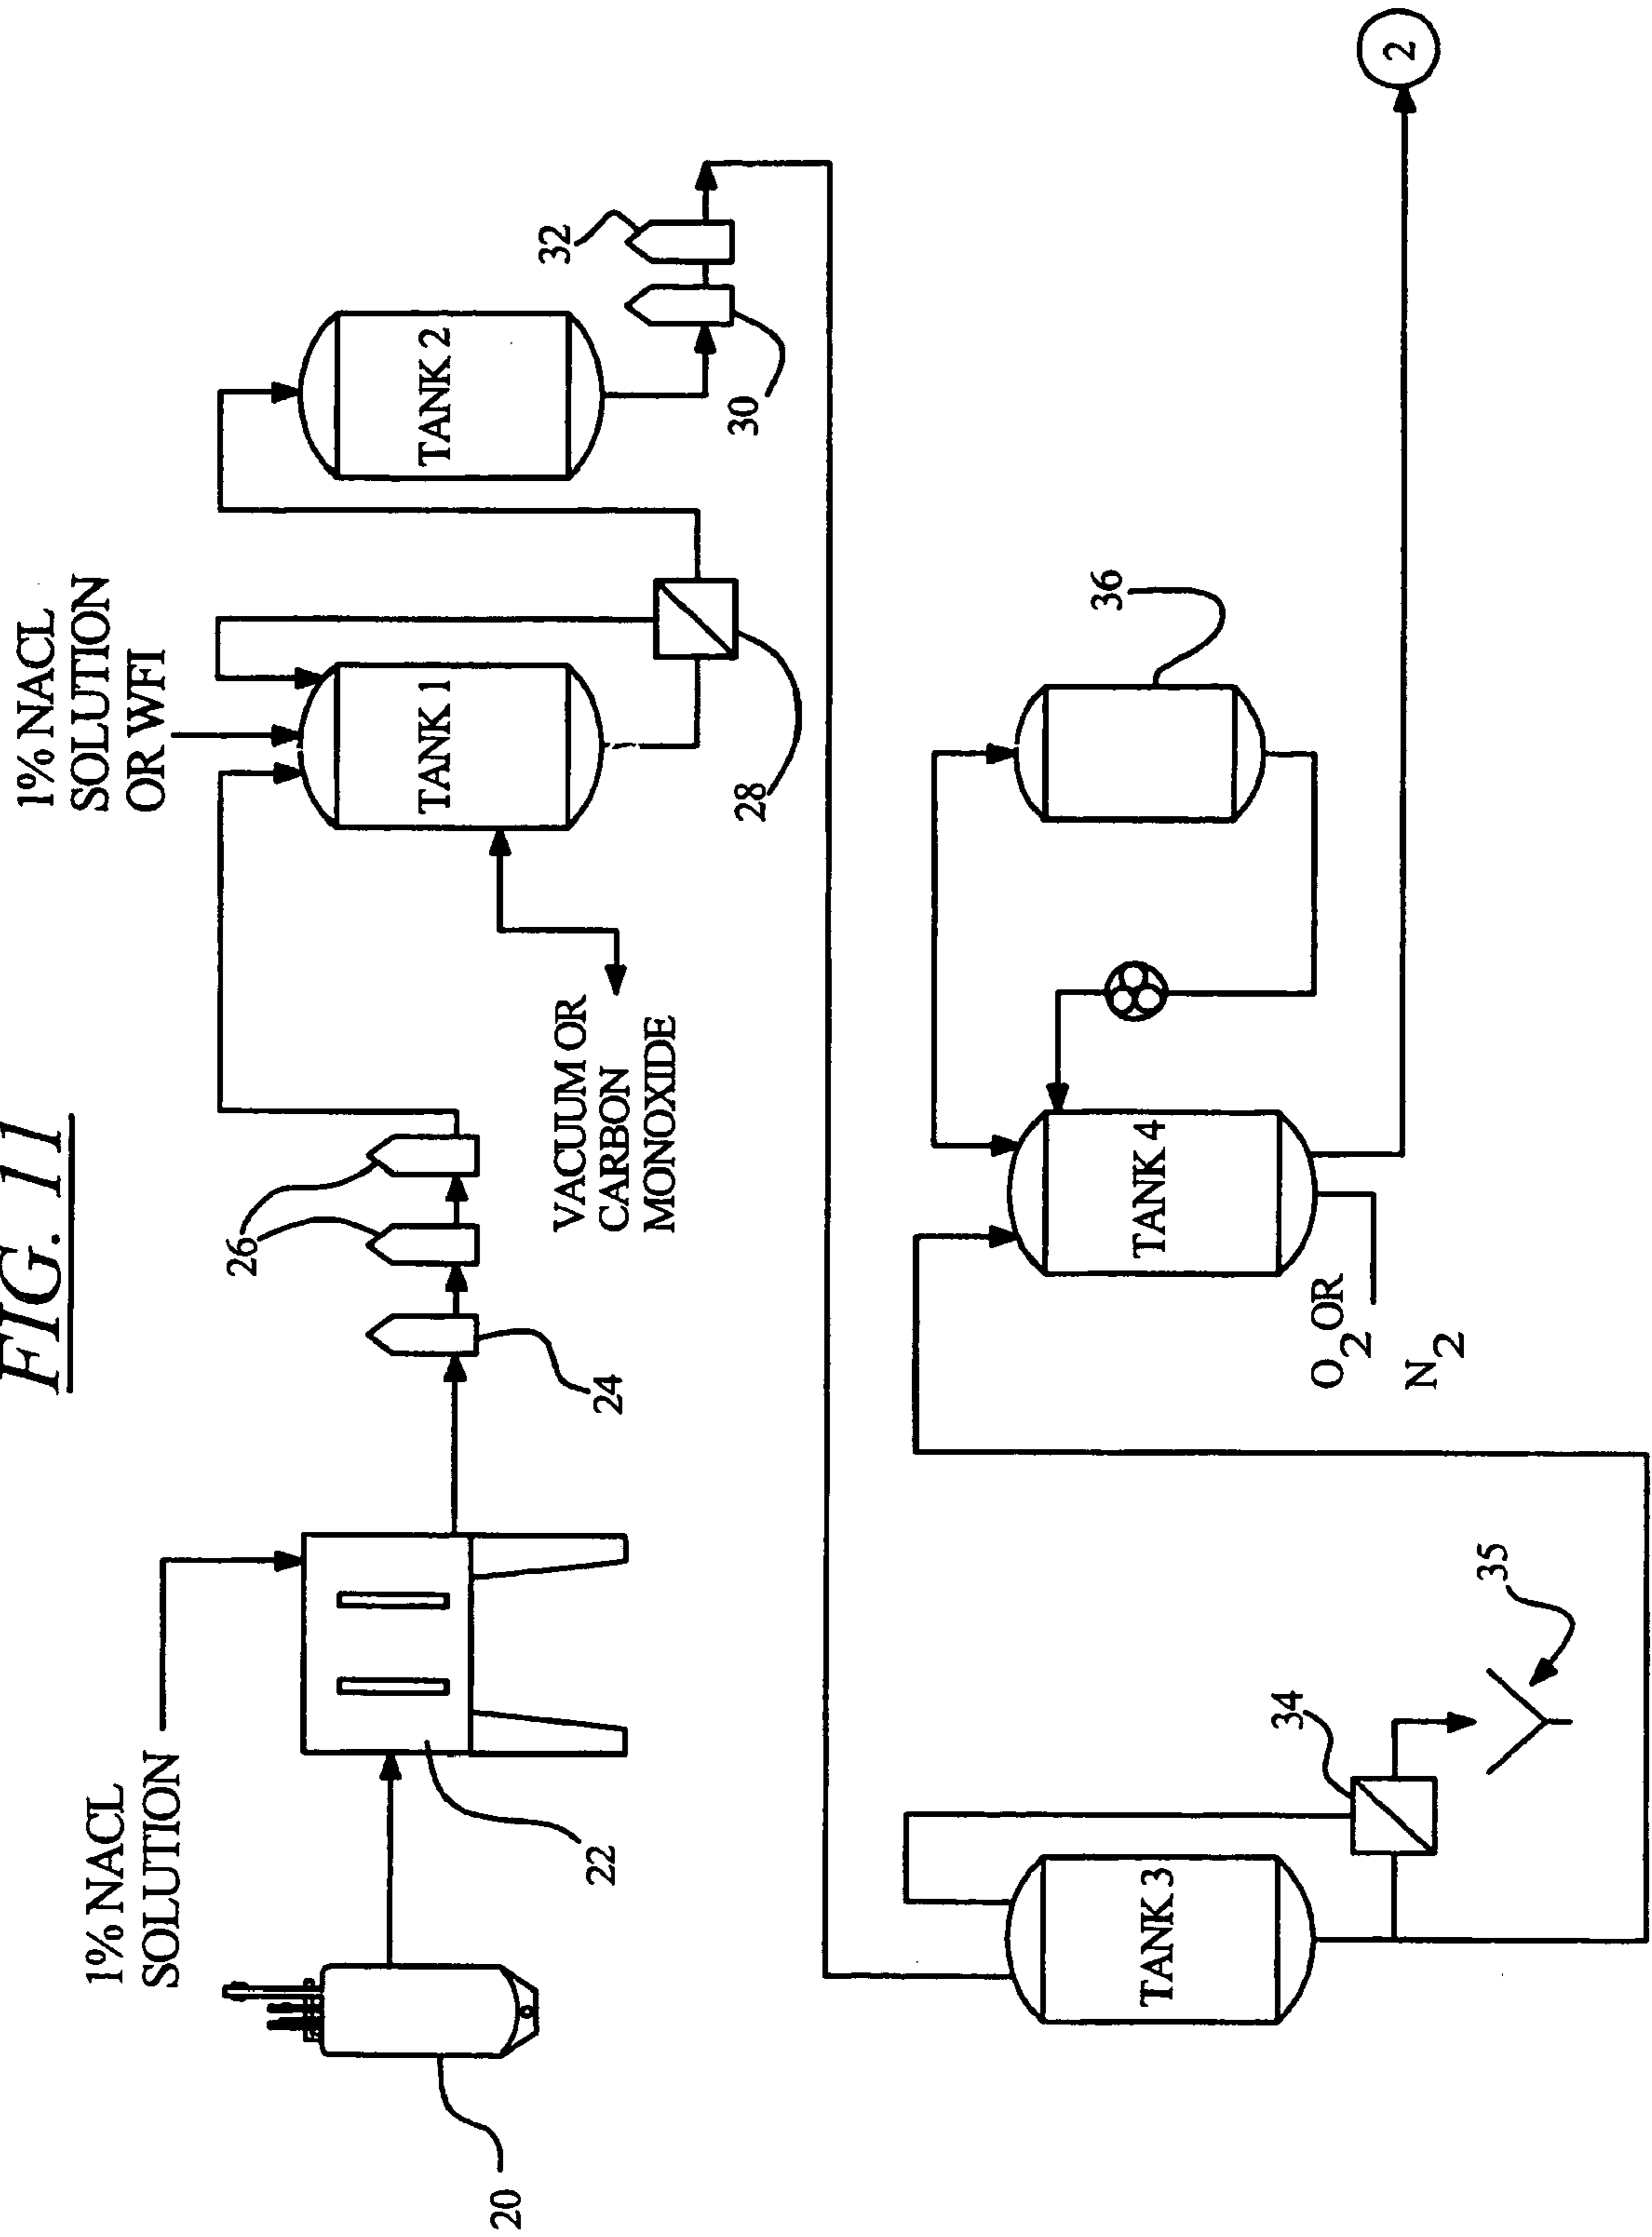 FIG. 11
1% NACL
SOLUTION
20
22
24
26
1% NACL
SOLUTION
OR WFI
TANK 1
VACUUM OR
CARBON
MONOXIDE
28
TANK 2
30
32
TANK 3
34
35
TANK 4
O2 OR
N2
36
2